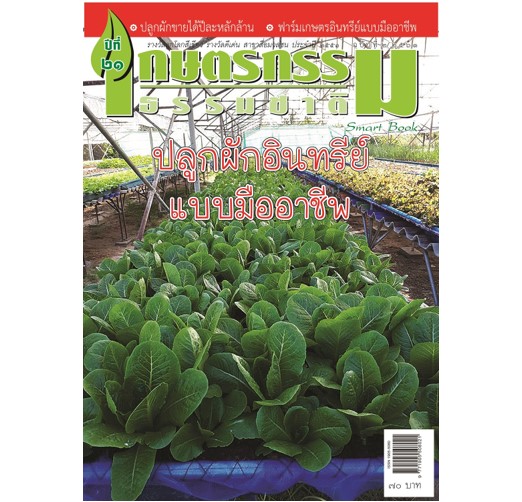 • ปลูกผักขายได้ปีละหลักล้าน • ฟาร์มเกษตรอินทรีย์แบบมืออาชีพ
ปีที่
๒๑
เกษตรกรรม
ธรรมชาติ
Smart Book
ปลูกผักอินทรีย์
แบบมืออาชีพ
๗๐ บาท